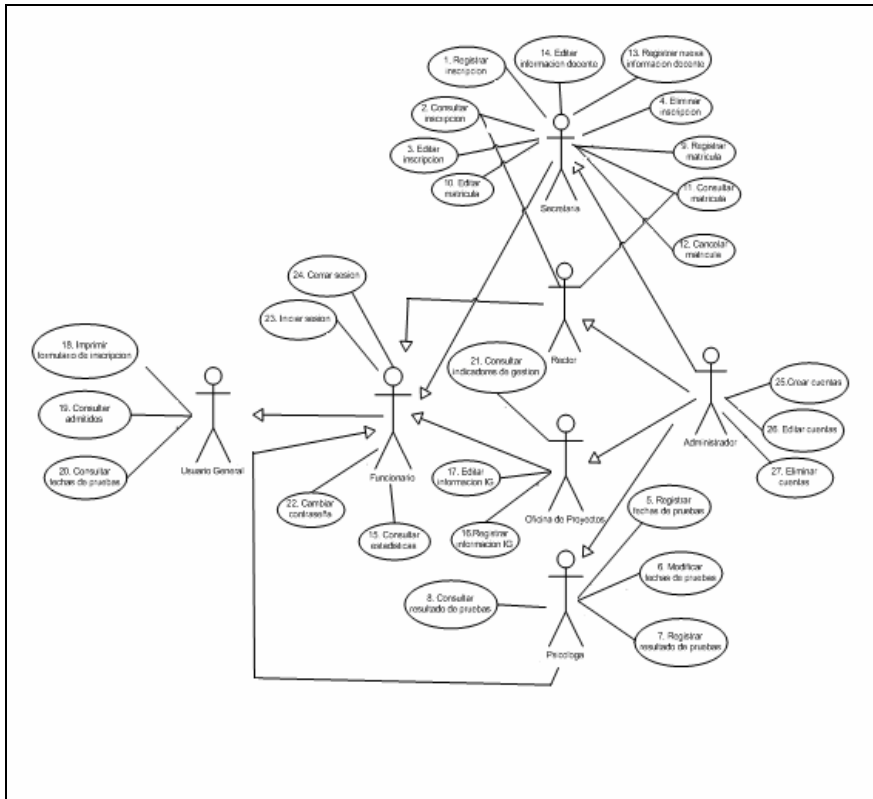 1. Registrar
inscripcion
14. Editar
informacion docente
13. Registrar nueva
informacion docente
2. Consultar
inscripcion
4. Eliminar
inscripcion
3. Editar
inscripcion
9. Registrar
matricula
10. Editar
matricula
11. Consultar
matricula
Secretaria
12. Cancelar
matricula
24. Cerrar sesion
23. Iniciar sesion
18. Imprimir
formulario de inscripcion
21. Consultar
indicadores de gestion
Rector
25.Crear cuentas
19. Consultar
admitidos
26. Editar cuentas
Administrador
20. Consultar
fechas de pruebas
Usuario General
Funcionario
17. Editar
informacion IG
27. Eliminar
cuentas
22. Cambiar
contraseña
15. Consultar
estadisticas
16.Registrar
informacion IG
Oficina de Proyectos
5. Registrar
fechas de pruebas
6. Modificar
fechas de pruebas
8. Consultar
resultado de pruebas
7. Registrar
resultado de pruebas
Psicologa